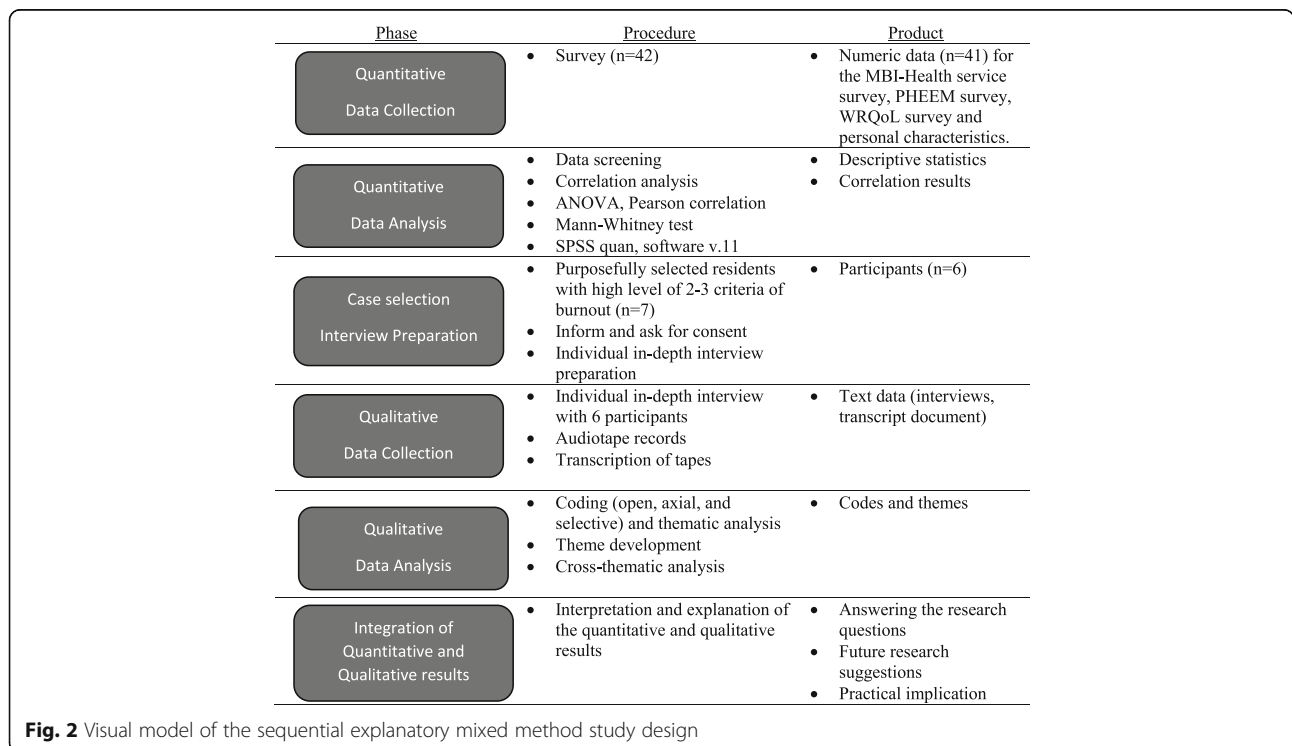 Phase Procedure Product
Quantitative
Data Collection
• Survey (n=42)
• Numeric data (n=41) for
the MBI-Health service
survey, PHEEM survey,
WRQoL survey and
personal characteristics.
Quantitative
Data Analysis
• Data screening
• Correlation analysis
• ANOVA, Pearson correlation
• Mann-Whitney test
• SPSS quan, software v.11
• Descriptive statistics
• Correlation results
Case selection
Interview Preparation
• Purposefully selected residents
with high level of 2-3 criteria of
burnout (n=7)
• Inform and ask for consent
• Individual in-depth interview
preparation
• Participants (n=6)
Qualitative
Data Collection
• Individual in-depth interview
with 6 participants
• Audiotape records
• Transcription of tapes
• Text data (interviews,
transcript document)
Qualitative
Data Analysis
• Coding (open, axial, and
selective) and thematic analysis
• Theme development
• Cross-thematic analysis
• Codes and themes
Integration of
Quantitative and
Qualitative results
• Interpretation and explanation of
the quantitative and qualitative
results
• Answering the research
questions
• Future research
suggestions
• Practical implication
Fig. 2 Visual model of the sequential explanatory mixed method study design